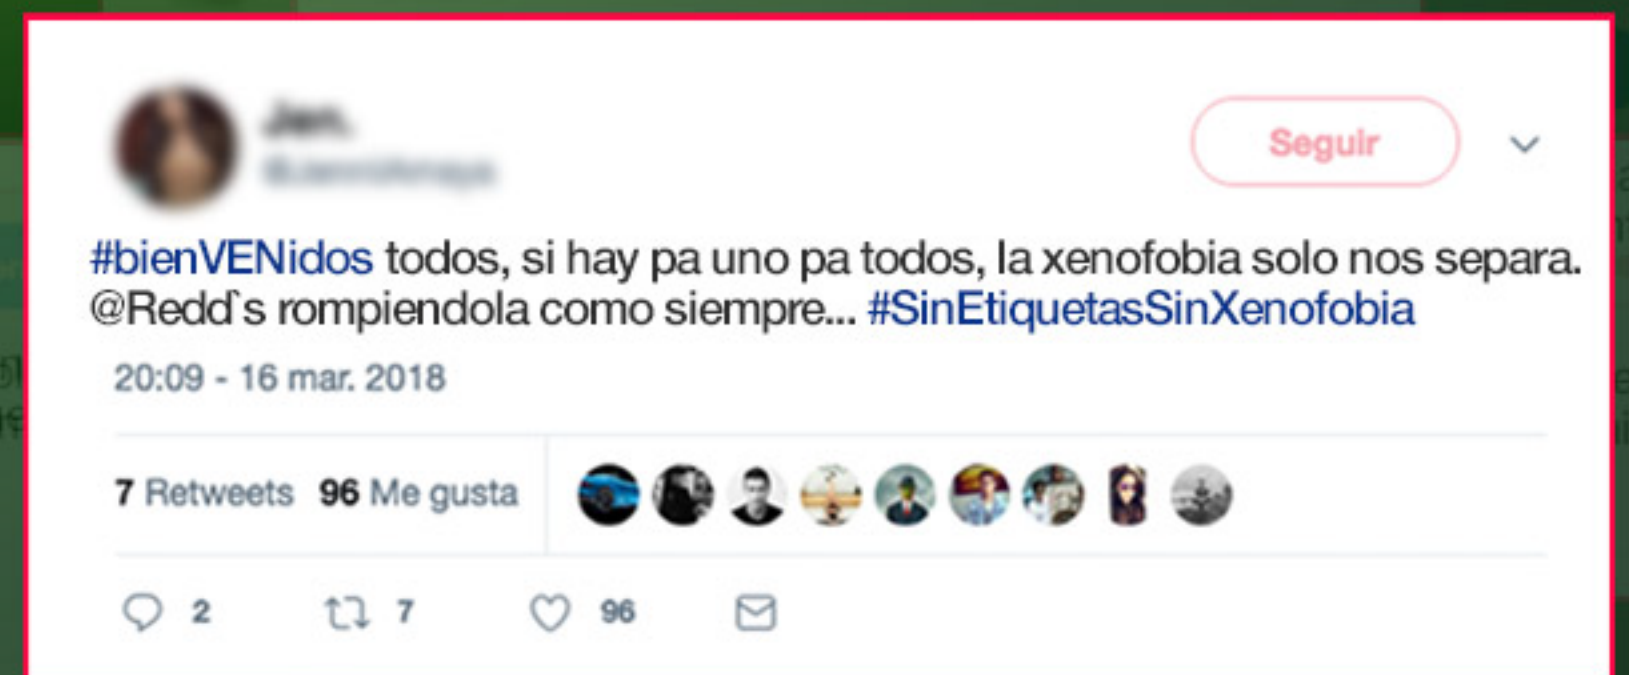 Seguir
#bienVENidos todos, si hay pa uno pa todos, la xenofobia solo nos separa.
@Redd`s rompiendola como siempre... #SinEtiquetasSinXenofobia
20:09 - 16 mar. 2018
7 Retweets 96 Me gusta
2 7 96